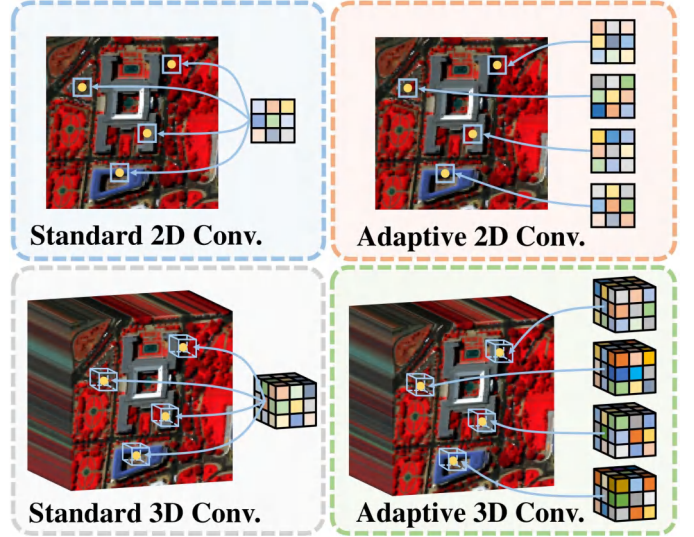 Standard 2D Conv.
Adaptive 2D Conv.
Standard 3D Conv.
Adaptive 3D Conv.